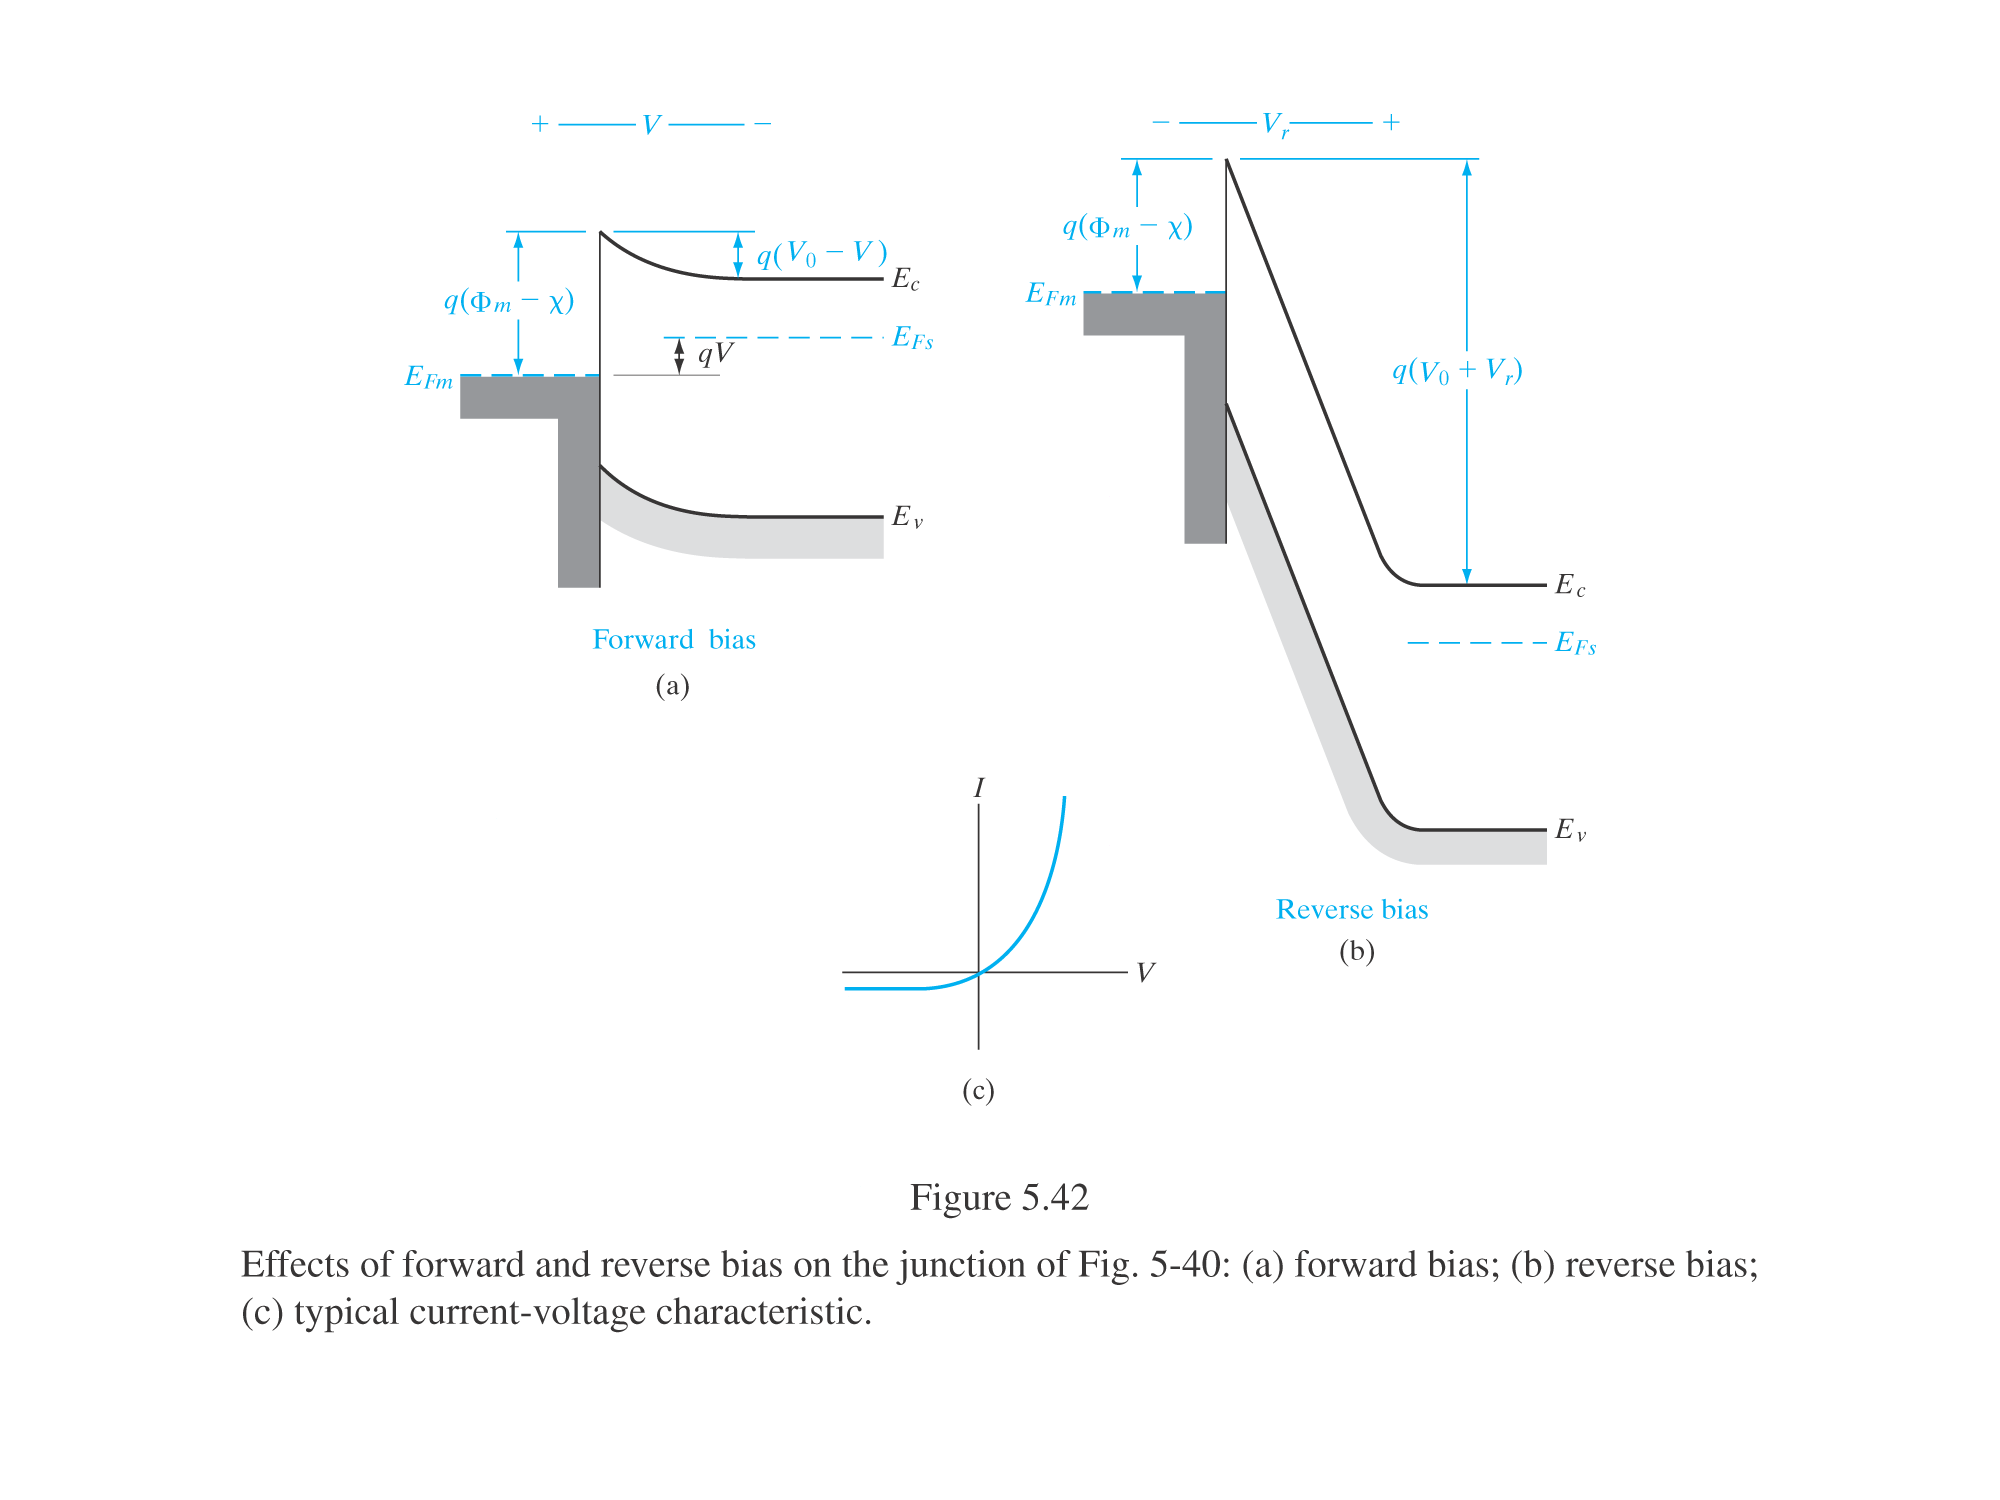 + V −
q(V0 − V)
Ec
q(Φm − χ)
EFs
qV
EFm
Ev
Forward bias
(a)
− Vr +
q(Φm − χ)
EFm
q(V0 + Vr)
Ec
EFs
Ev
Reverse bias
(b)
I
V
(c)
Figure 5.42
Effects of forward and reverse bias on the junction of Fig. 5-40: (a) forward bias; (b) reverse bias;
(c) typical current-voltage characteristic.